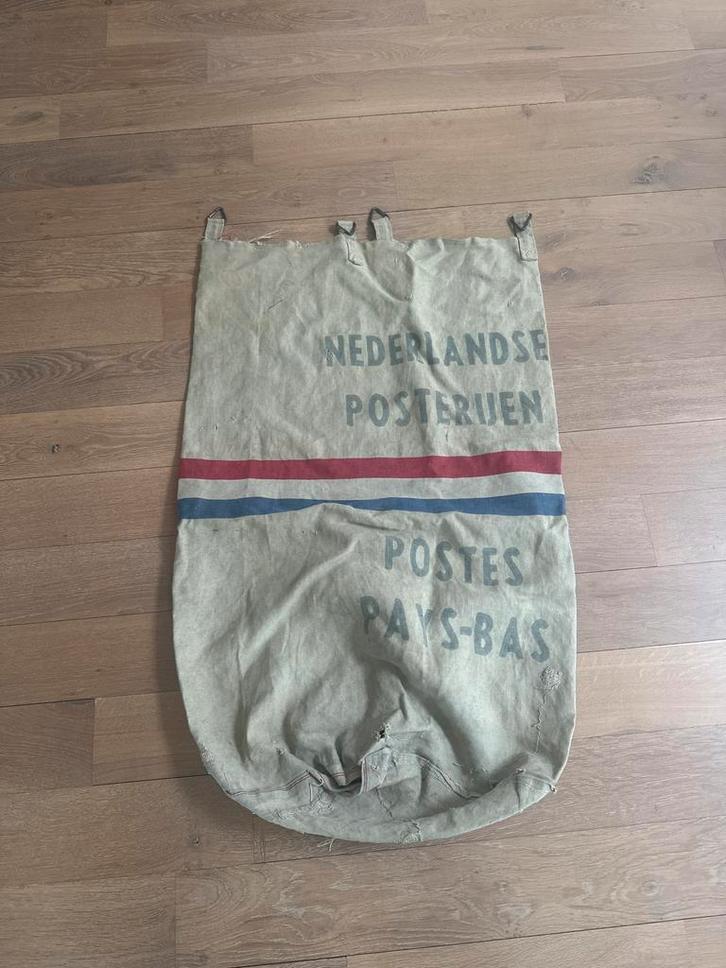 NEDERLANDSE
POSTERIJEN
POSTES
PAYS-BAS